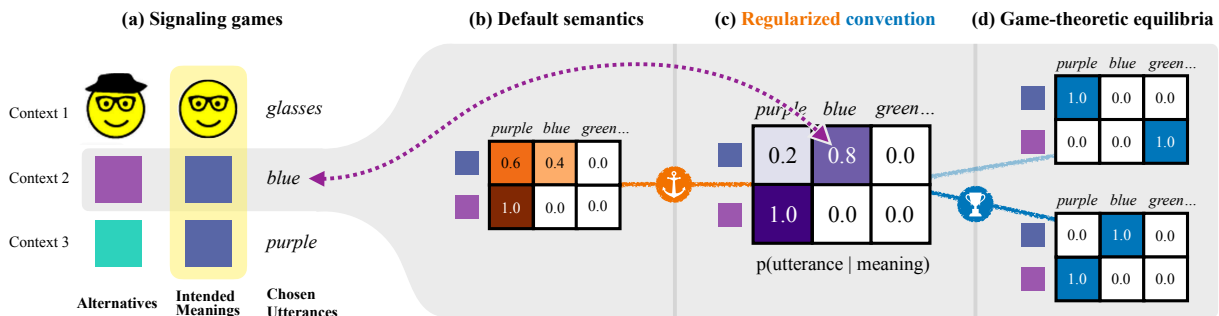 (a) Signaling games
(b) Default semantics
(c) Regularized convention
(d) Game-theoretic equilibria
Context 1
glasses
Context 2
blue
Context 3
purple
Alternatives
Intended
Meanings
Chosen
Utterances
purple blue green...
0.6 0.4 0.0
1.0 0.0 0.0
purple blue green...
0.2 0.8 0.0
1.0 0.0 0.0
p(utterance | meaning)
purple blue green...
1.0 0.0 0.0
0.0 0.0 1.0
purple blue green...
0.0 1.0 0.0
1.0 0.0 0.0